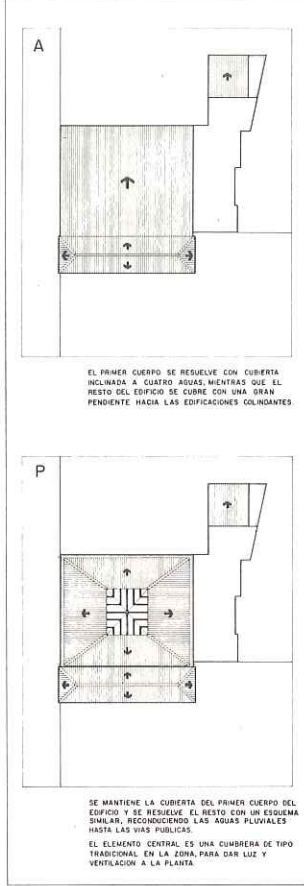 A
EL PRIMER CUERPO SE RESUELVE CON CUBIERTA
INCLINADA A CUATRO AGUAS, MIENTRAS QUE EL
RESTO DEL EDIFICIO SE CUBRE CON UNA GRAN
PENDIENTE HACIA LAS EDIFICACIONES COLINDANTES.
P
SE MANTIENE LA CUBIERTA DEL PRIMER CUERPO DEL
EDIFICIO Y SE RESUELVE EL RESTO CON UN ESQUEMA
SIMILAR, RECONDUCIENDO LAS AGUAS PLUVIALES
HASTA LAS VIAS PUBLICAS.
EL ELEMENTO CENTRAL ES UNA CUMBRERA DE TIPO
TRADICIONAL EN LA ZONA, PARA DAR LUZ Y
VENTILACION A LA PLANTA.